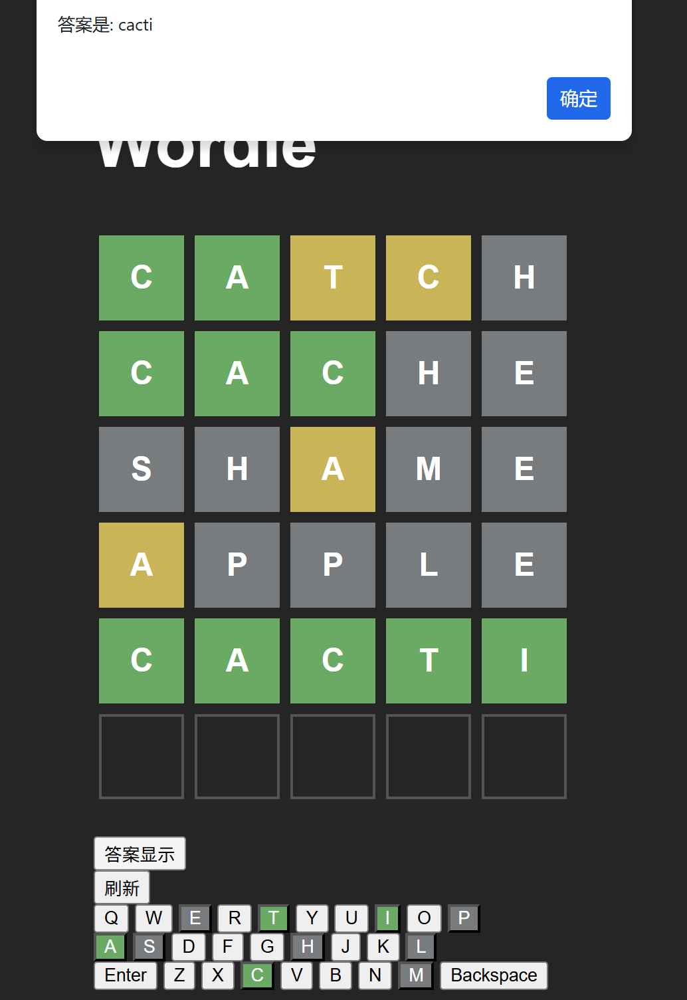 答案是: cacti
确定
Wordle
C A T C H
C A C H E
S H A M E
A P P L E
C A C T I
答案显示
刷新
Q W E R T Y U I O P
A S D F G H J K L
Enter Z X C V B N M Backspace